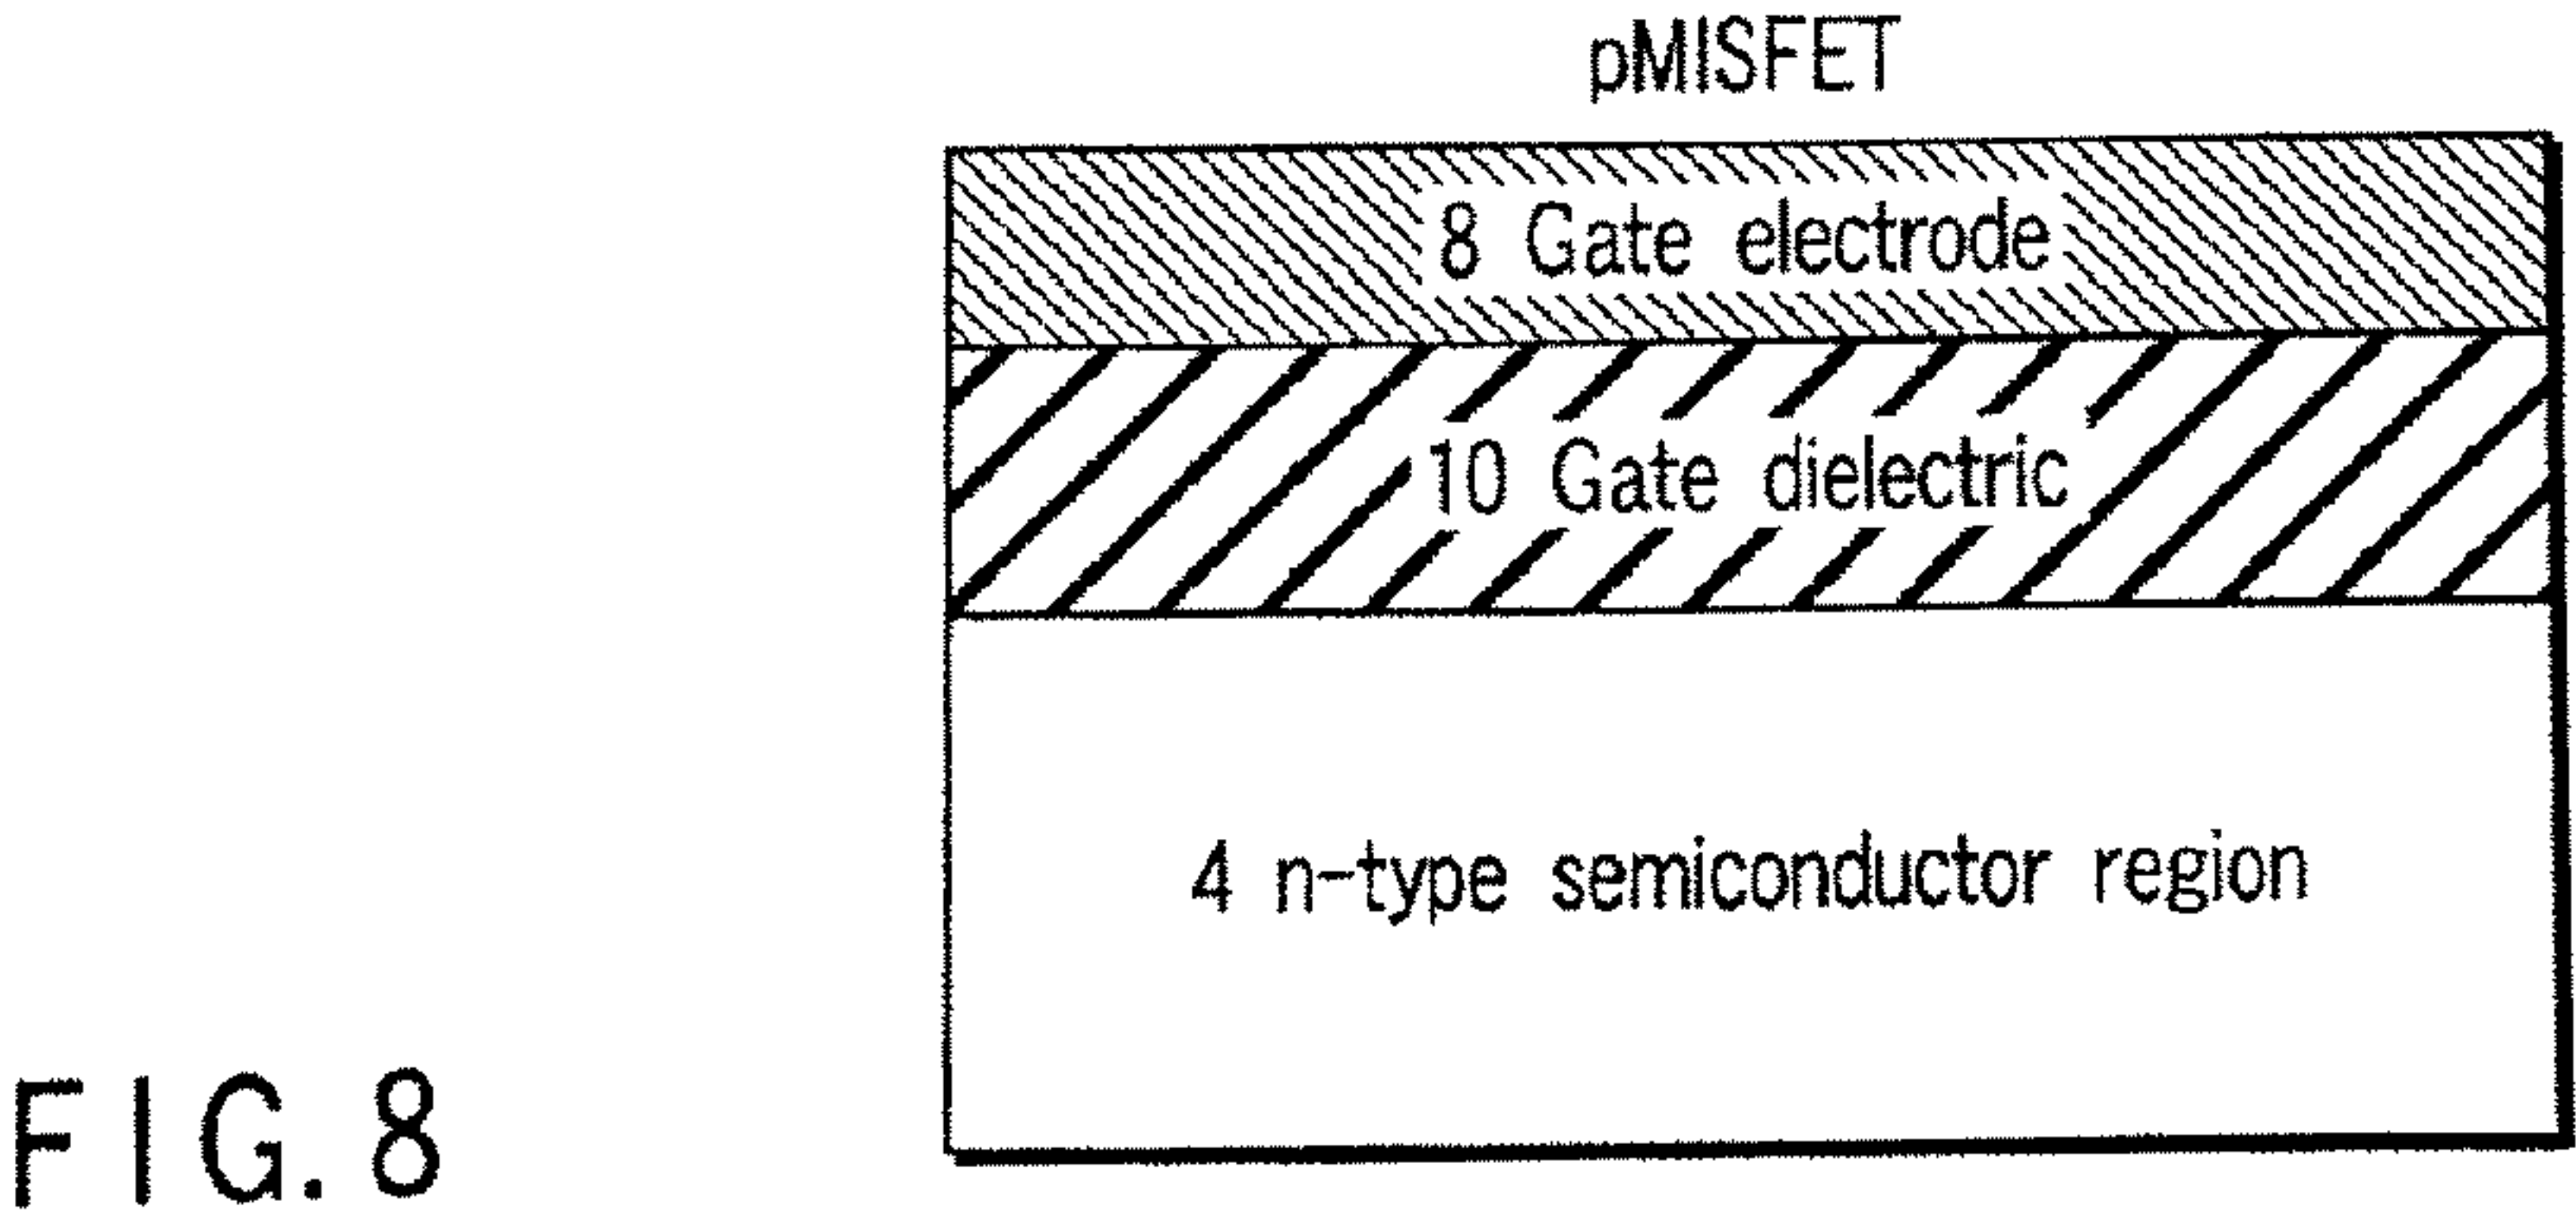 pMISFET
8 Gate electrode
10 Gate dielectric
4 n-type semiconductor region
FIG. 8